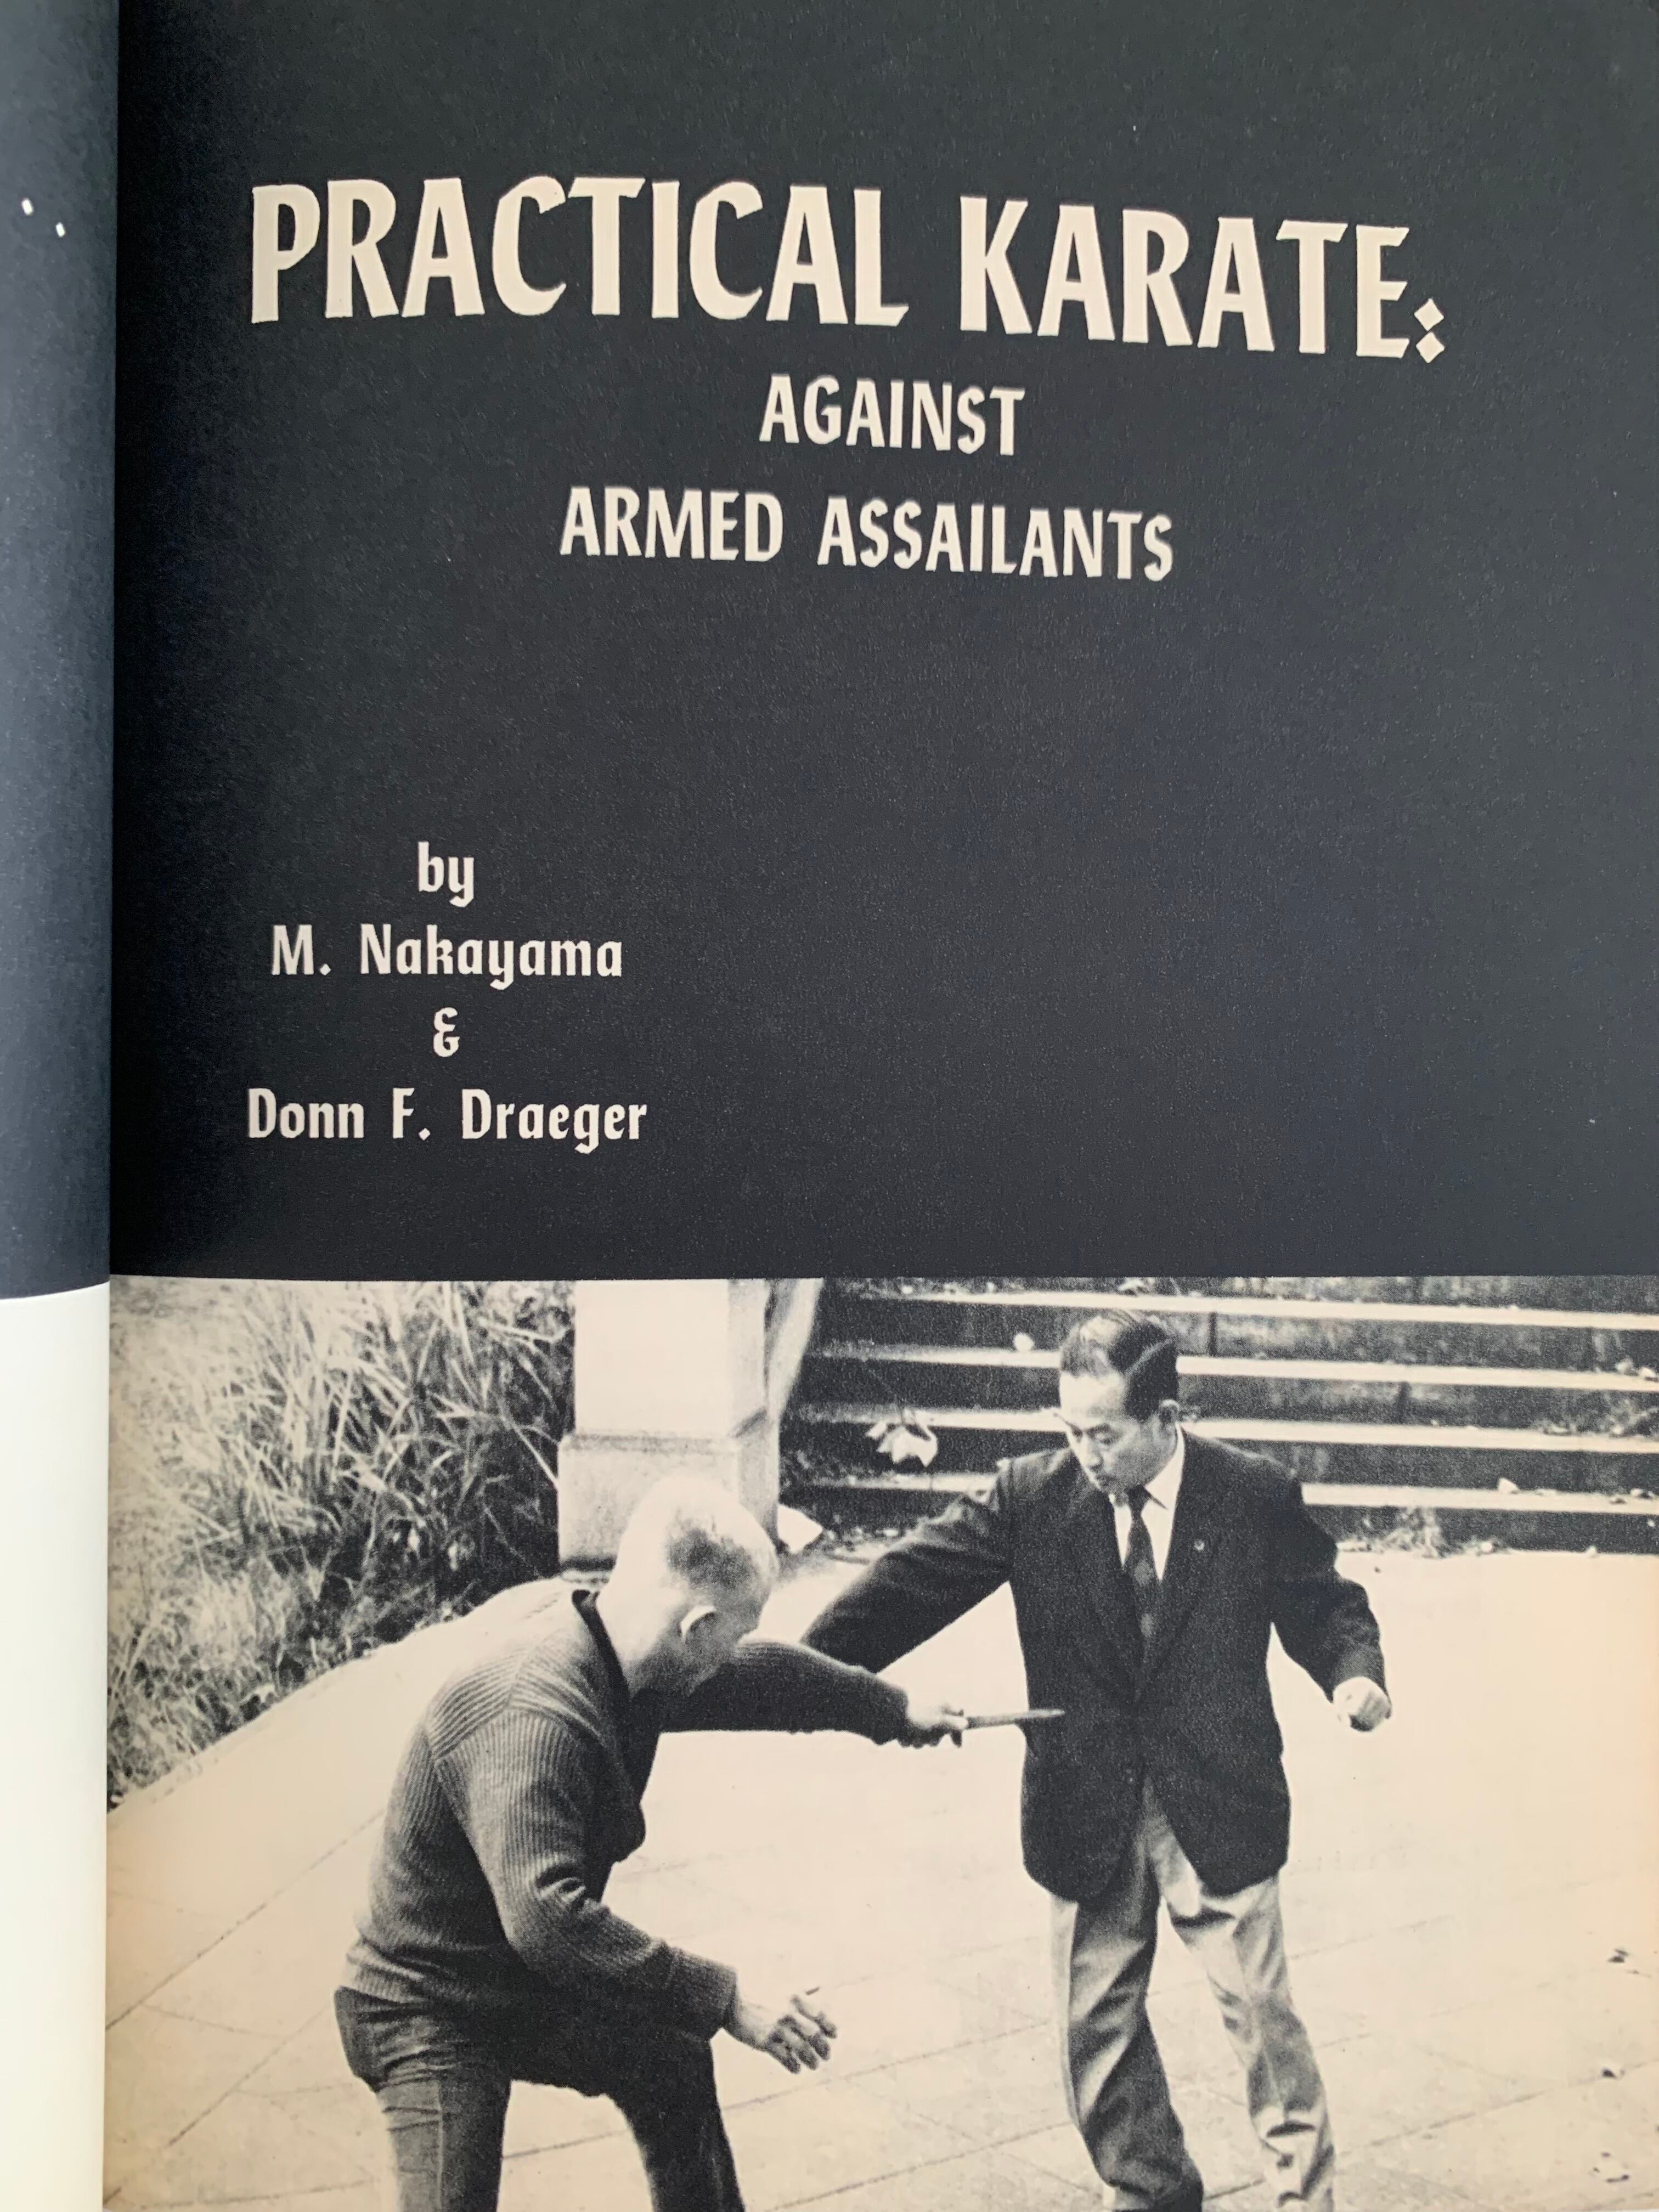 PRACTICAL KARATE:
AGAINST
ARMED ASSAILANTS
by
M. Nakayama
&
Donn F. Draeger